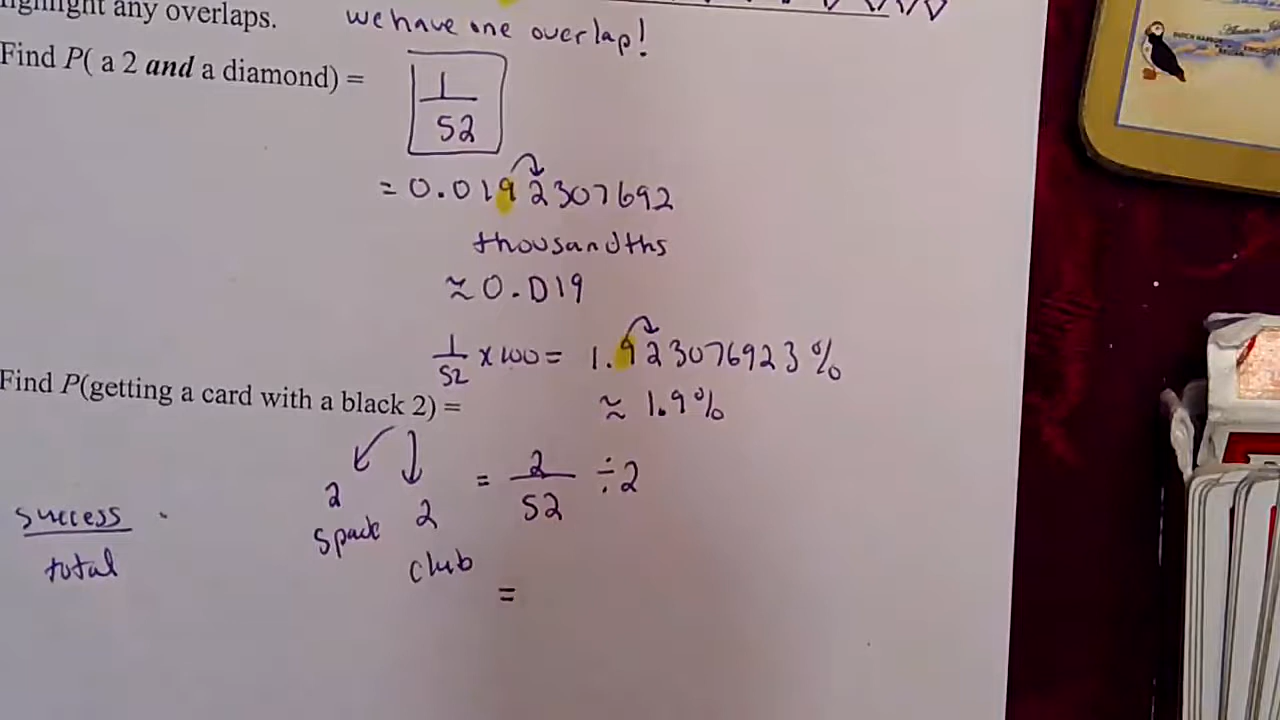 any overlaps. we have one overlap!
Find P( a 2 and a diamond) = 1/52
= 0.0192307692
thousandths
≈ 0.019
1/52 × 100 = 1.923076923%
≈ 1.9%
Find P(getting a card with a black 2) =
2 spade
2 club
= 2/52 ÷ 2
success/total
=